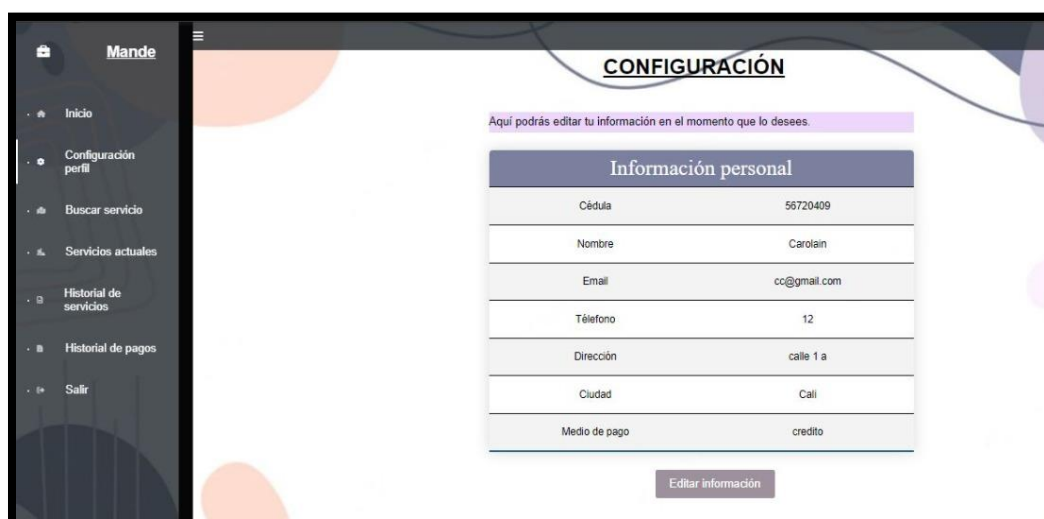 Mande
Inicio
Configuración
perfil
Buscar servicio
Servicios actuales
Historial de
servicios
Historial de pagos
Salir
CONFIGURACIÓN
Aquí podrás editar tu información en el momento que lo desees.
Información personal
Cédula 56720409
Nombre Carolain
Email cc@gmail.com
Télefono 12
Dirección calle 1 a
Ciudad Cali
Medio de pago credito
Editar información